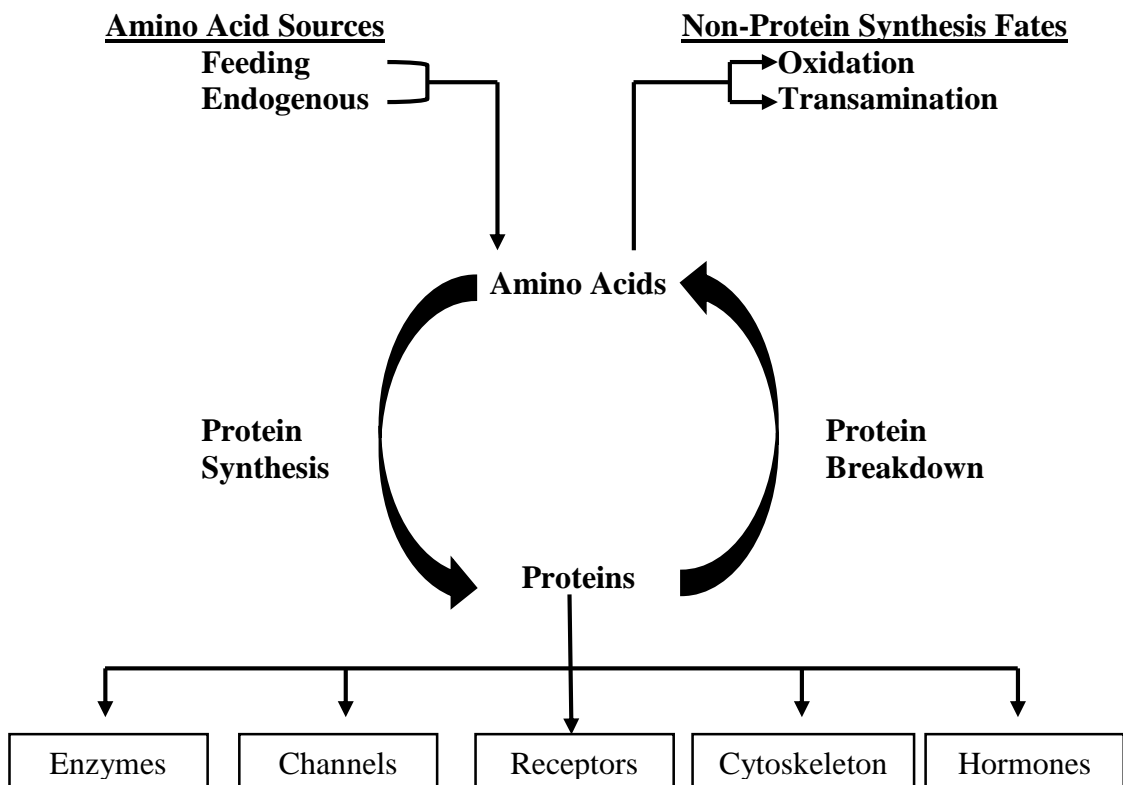 Amino Acid Sources
Feeding
Endogenous
Non-Protein Synthesis Fates
Oxidation
Transamination
Amino Acids
Protein
Synthesis
Protein
Breakdown
Proteins
Enzymes
Channels
Receptors
Cytoskeleton
Hormones